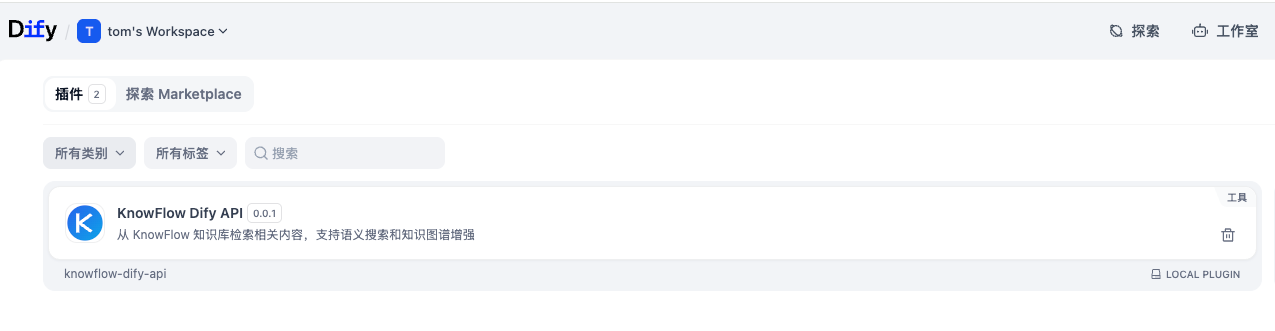 Dify / T tom's Workspace 探索 工作室
插件 2 探索 Marketplace
所有类别 所有标签 搜索
工具
KnowFlow Dify API 0.0.1
从 KnowFlow 知识库检索相关内容，支持语义搜索和知识图谱增强
knowflow-dify-api LOCAL PLUGIN